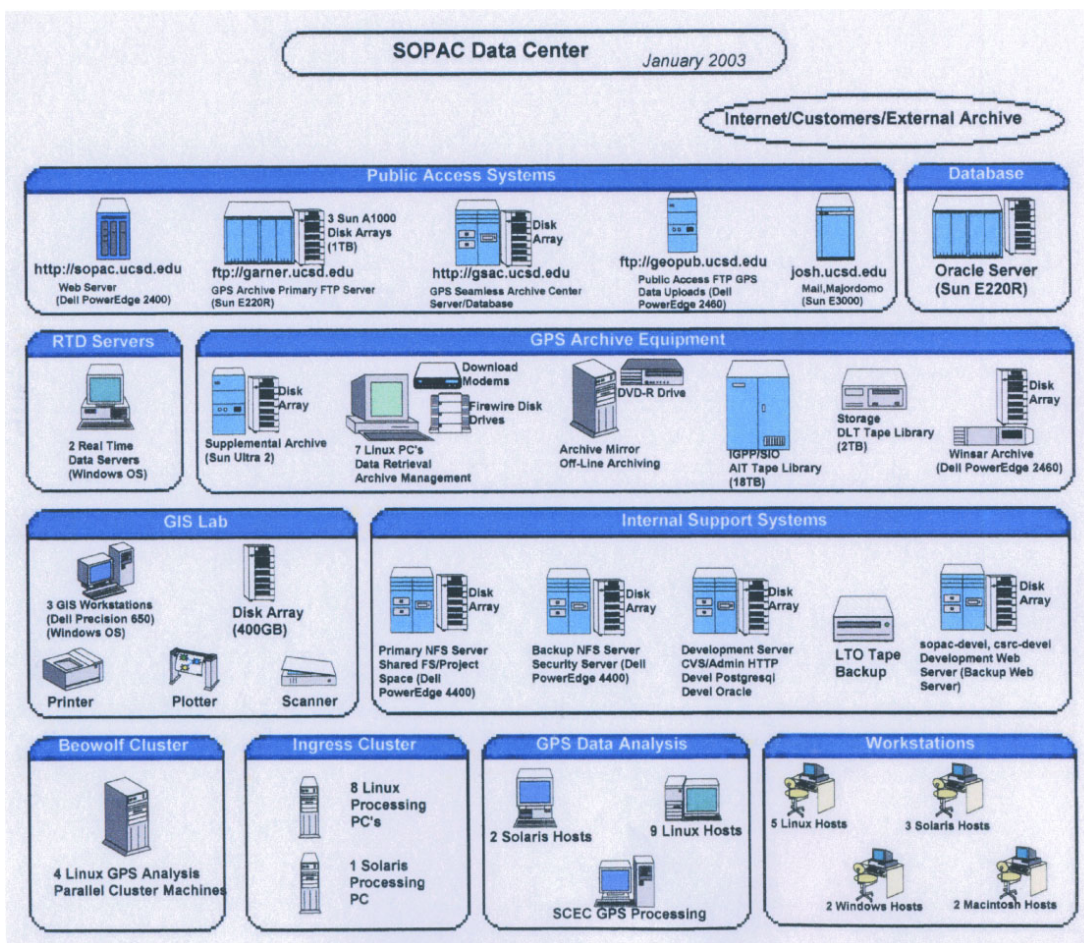 SOPAC Data Center
January 2003
Internet/Customers/External Archive
Public Access Systems
http://sopac.ucsd.edu
Web Server
(Dell PowerEdge 2400)
3 Sun A1000
Disk Arrays
(1TB)
ftp://garner.ucsd.edu
GPS Archive Primary FTP Server
(Sun E220R)
Disk
Array
http://gsac.ucsd.edu
GPS Seamless Archive Center
Server/Database
ftp://geopub.ucsd.edu
Public Access FTP GPS
Data Uploads (Dell
PowerEdge 2460)
josh.ucsd.edu
Mail,Majordomo
(Sun E3000)
Database
Oracle Server
(Sun E220R)
RTD Servers
2 Real Time
Data Servers
(Windows OS)
GPS Archive Equipment
Disk
Array
Supplemental Archive
(Sun Ultra 2)
Download
Modems
Firewire Disk
Drives
7 Linux PC's
Data Retrieval
Archive Management
DVD-R Drive
Archive Mirror
Off-Line Archiving
IGPP/SIO
AIT Tape Library
(18TB)
Storage
DLT Tape Library
(2TB)
Disk
Array
Winsar Archive
(Dell PowerEdge 2460)
GIS Lab
3 GIS Workstations
(Dell Precision 650)
(Windows OS)
Disk Array
(400GB)
Printer
Plotter
Scanner
Internal Support Systems
Disk
Array
Primary NFS Server
Shared FS/Project
Space (Dell
PowerEdge 4400)
Disk
Array
Backup NFS Server
Security Server (Dell
PowerEdge 4400)
Disk
Array
Development Server
CVS/Admin HTTP
Devel Postgresql
Devel Oracle
LTO Tape
Backup
Disk
Array
sopac-devel, csrc-devel
Development Web
Server (Backup Web
Server)
Beowolf Cluster
4 Linux GPS Analysis
Parallel Cluster Machines
Ingress Cluster
8 Linux
Processing
PC's
1 Solaris
Processing
PC
GPS Data Analysis
2 Solaris Hosts
9 Linux Hosts
SCEC GPS Processing
Workstations
5 Linux Hosts
3 Solaris Hosts
2 Windows Hosts
2 Macintosh Hosts